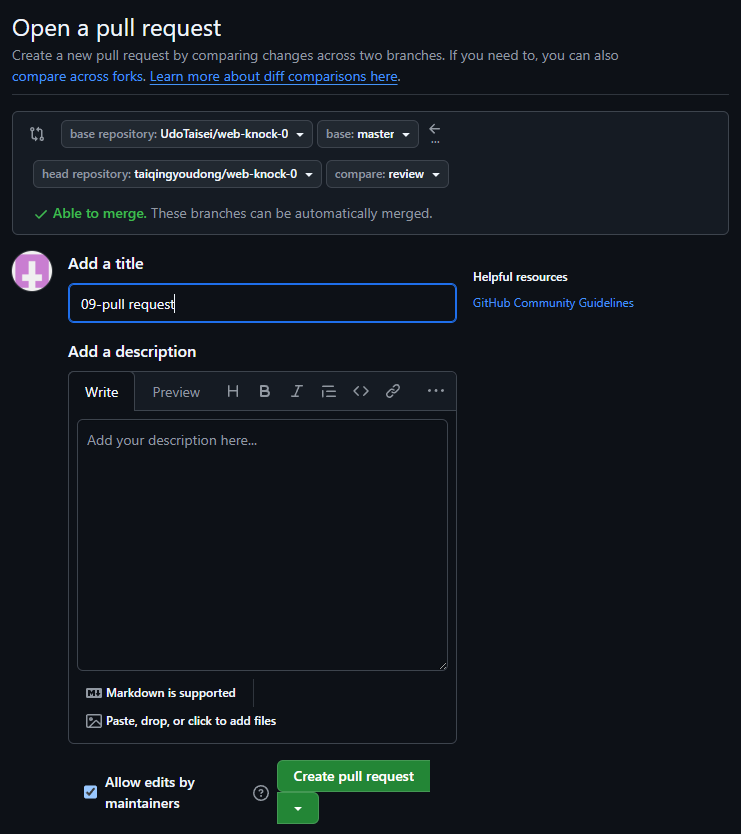 Open a pull request
Create a new pull request by comparing changes across two branches. If you need to, you can also
compare across forks. Learn more about diff comparisons here.
base repository: UdoTaisei/web-knock-0 base: master
...
head repository: taiqingyoudong/web-knock-0 compare: review
Able to merge. These branches can be automatically merged.
Add a title
Helpful resources
09-pull request
GitHub Community Guidelines
Add a description
Write Preview H B I <> ...
Add your description here...
Markdown is supported
Paste, drop, or click to add files
Allow edits by
maintainers
?
Create pull request